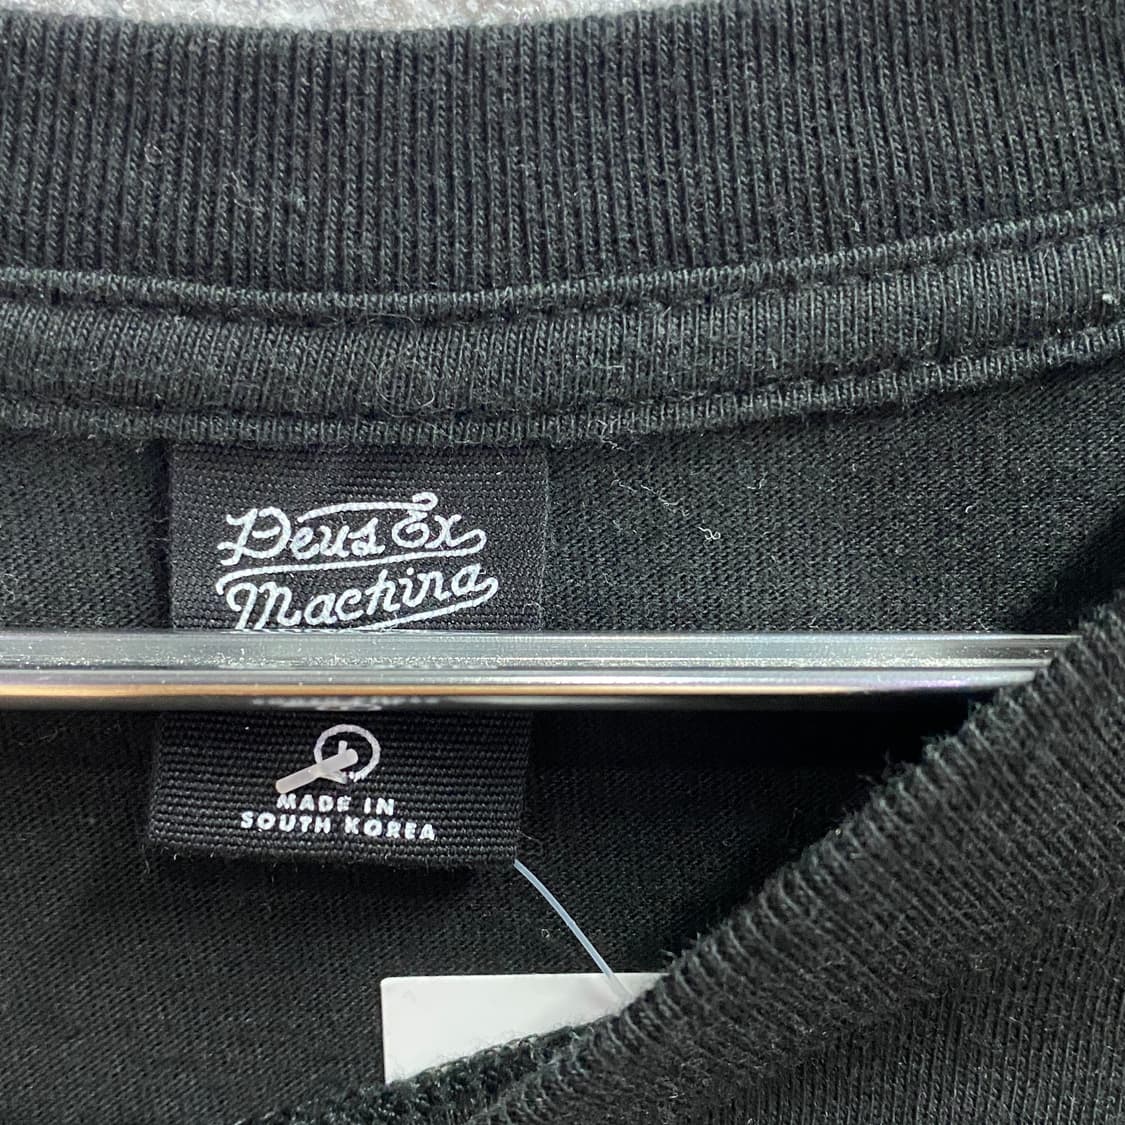 Deus Ex
Machina
MADE IN
SOUTH KOREA